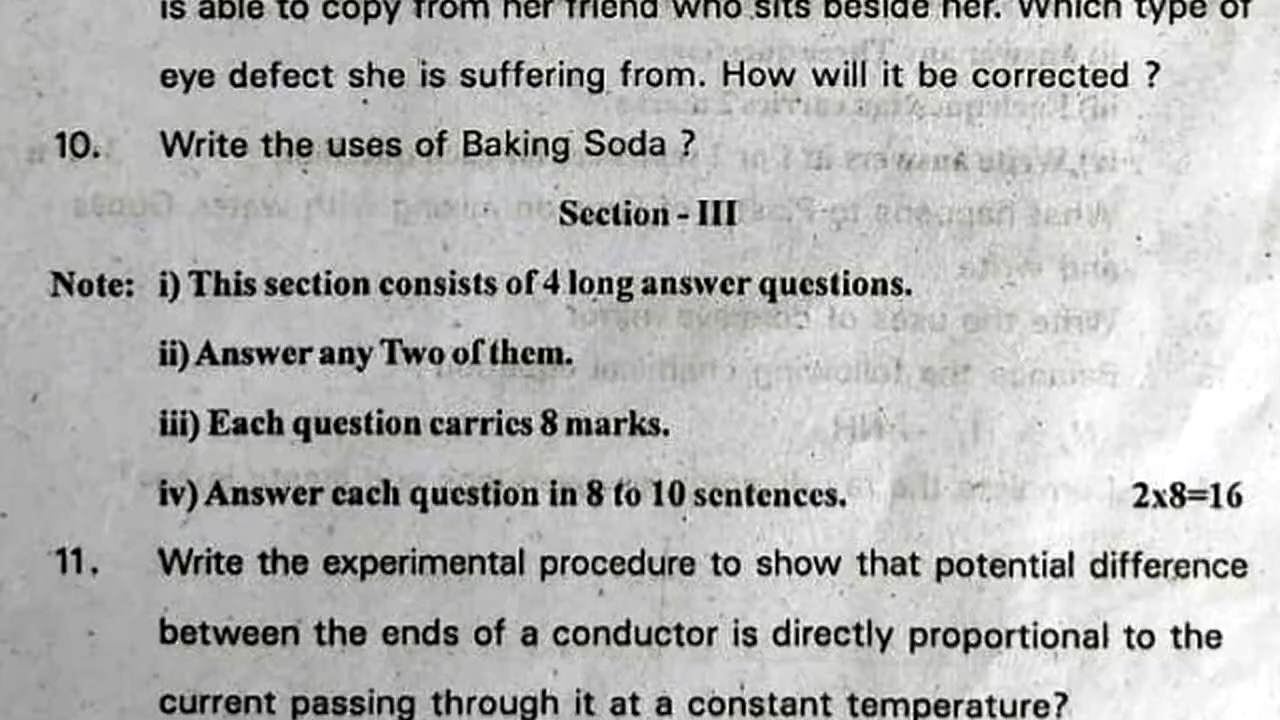 is able to copy from her friend who sits beside her. Which type of
eye defect she is suffering from. How will it be corrected ?
10. Write the uses of Baking Soda ?
Section - III
Note: i) This section consists of 4 long answer questions.
ii) Answer any Two of them.
iii) Each question carries 8 marks.
iv) Answer each question in 8 to 10 sentences. 2x8=16
11. Write the experimental procedure to show that potential difference
between the ends of a conductor is directly proportional to the
current passing through it at a constant temperature?